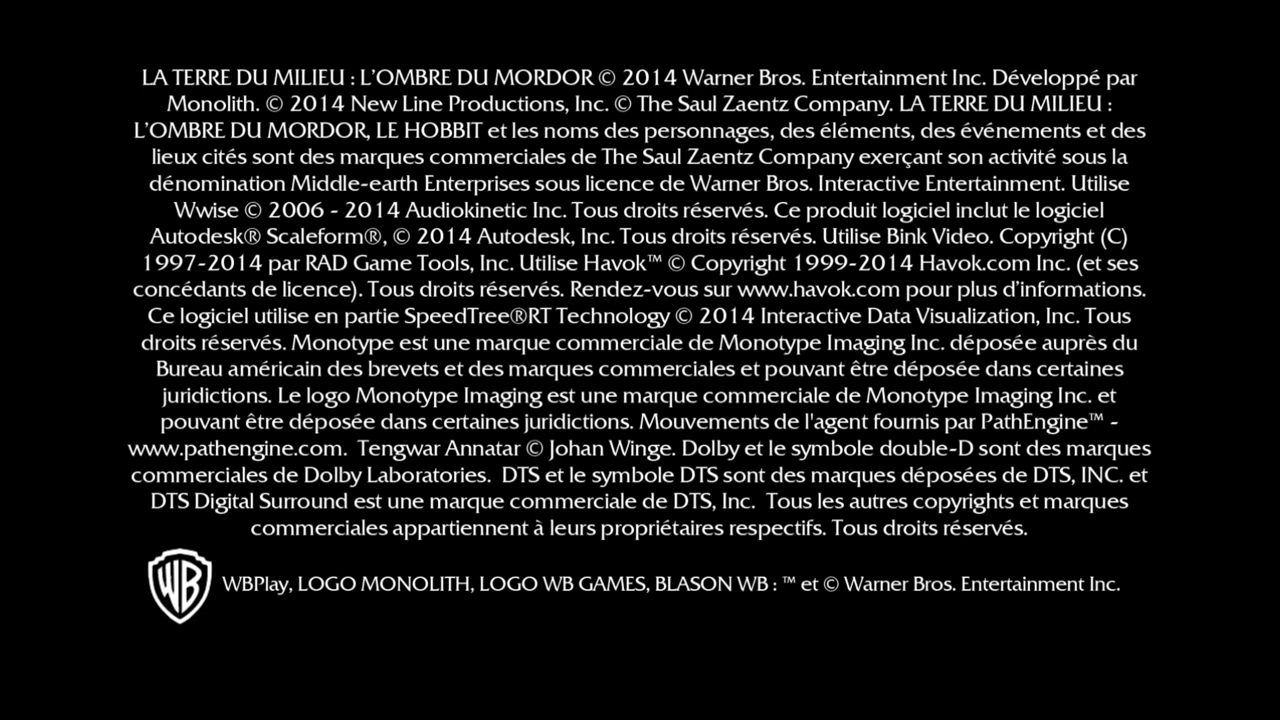 LA TERRE DU MILIEU : L’OMBRE DU MORDOR © 2014 Warner Bros. Entertainment Inc. Développé par
Monolith. © 2014 New Line Productions, Inc. © The Saul Zaentz Company. LA TERRE DU MILIEU :
L’OMBRE DU MORDOR, LE HOBBIT et les noms des personnages, des éléments, des événements et des
lieux cités sont des marques commerciales de The Saul Zaentz Company exerçant son activité sous la
dénomination Middle-earth Enterprises sous licence de Warner Bros. Interactive Entertainment. Utilise
Wwise © 2006 - 2014 Audiokinetic Inc. Tous droits réservés. Ce produit logiciel inclut le logiciel
Autodesk® Scaleform®, © 2014 Autodesk, Inc. Tous droits réservés. Utilise Bink Video. Copyright (C)
1997-2014 par RAD Game Tools, Inc. Utilise Havok™ © Copyright 1999-2014 Havok.com Inc. (et ses
concédants de licence). Tous droits réservés. Rendez-vous sur www.havok.com pour plus d’informations.
Ce logiciel utilise en partie SpeedTree®RT Technology © 2014 Interactive Data Visualization, Inc. Tous
droits réservés. Monotype est une marque commerciale de Monotype Imaging Inc. déposée auprès du
Bureau américain des brevets et des marques commerciales et pouvant être déposée dans certaines
juridictions. Le logo Monotype Imaging est une marque commerciale de Monotype Imaging Inc. et
pouvant être déposée dans certaines juridictions. Mouvements de l'agent fournis par PathEngine™ -
www.pathengine.com.  Tengwar Annatar © Johan Winge. Dolby et le symbole double-D sont des marques
commerciales de Dolby Laboratories.  DTS et le symbole DTS sont des marques déposées de DTS, INC. et
DTS Digital Surround est une marque commerciale de DTS, Inc.  Tous les autres copyrights et marques
commerciales appartiennent à leurs propriétaires respectifs. Tous droits réservés.
WB WBPlay, LOGO MONOLITH, LOGO WB GAMES, BLASON WB : ™ et © Warner Bros. Entertainment Inc.